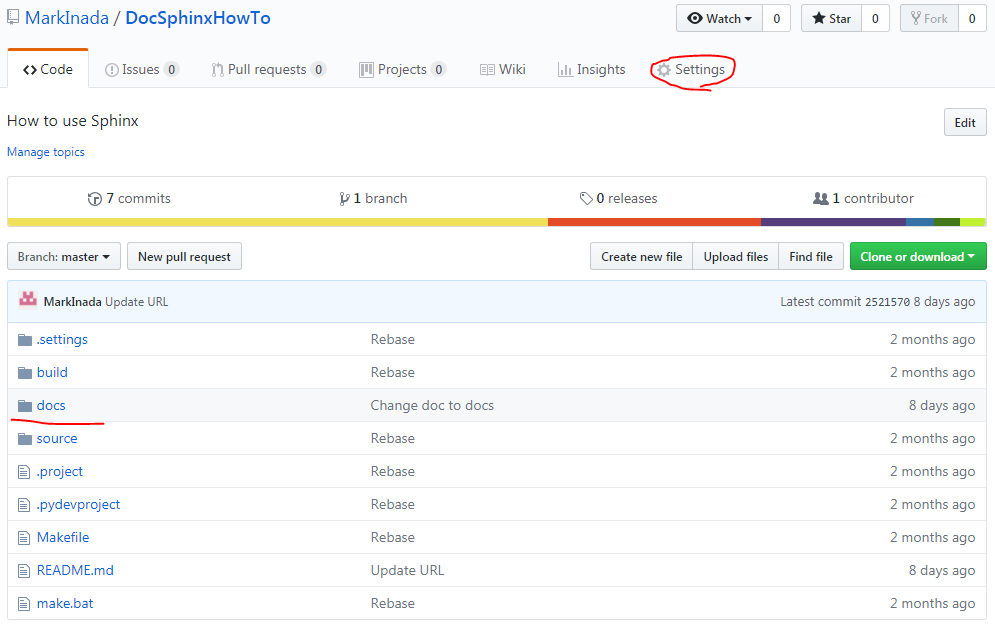 MarkInada / DocSphinxHowTo
Watch 0 Star 0 Fork 0
Code Issues 0 Pull requests 0 Projects 0 Wiki Insights Settings
How to use Sphinx
Edit
Manage topics
7 commits 1 branch 0 releases 1 contributor
Branch: master New pull request Create new file Upload files Find file Clone or download
MarkInada Update URL Latest commit 2521570 8 days ago
.settings Rebase 2 months ago
build Rebase 2 months ago
docs Change doc to docs 8 days ago
source Rebase 2 months ago
.project Rebase 2 months ago
.pydevproject Rebase 2 months ago
Makefile Rebase 2 months ago
README.md Update URL 8 days ago
make.bat Rebase 2 months ago